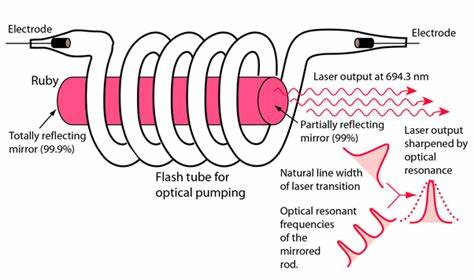 Electrode
Electrode
Ruby
Laser output at 694.3 nm
Totally reflecting
mirror (99.9%)
Partially reflecting
mirror (99%)
Laser output
sharpened by
optical
resonance
Flash tube for
optical pumping
Natural line width
of laser transition
Optical resonant
frequencies
of the
mirrored
rod.